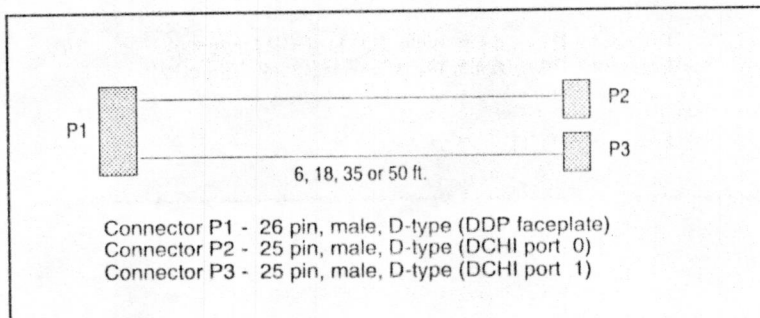 P1
P2
P3
6, 18, 35 or 50 ft.
Connector P1 - 26 pin, male, D-type (DDP faceplate)
Connector P2 - 25 pin, male, D-type (DCHI port 0)
Connector P3 - 25 pin, male, D-type (DCHI port 1)